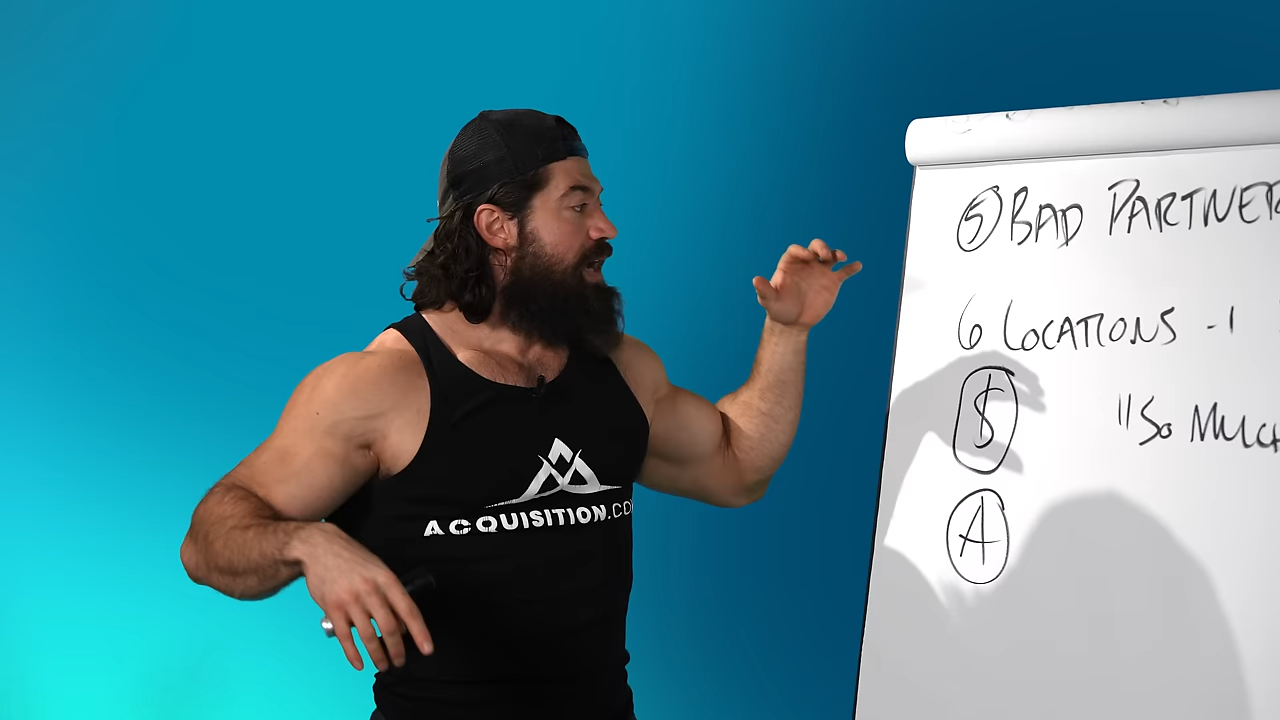 ⑤ BAD PARTNER
6 LOCATIONS - 1
$
"SO MUCH
A
ACQUISITION.CO